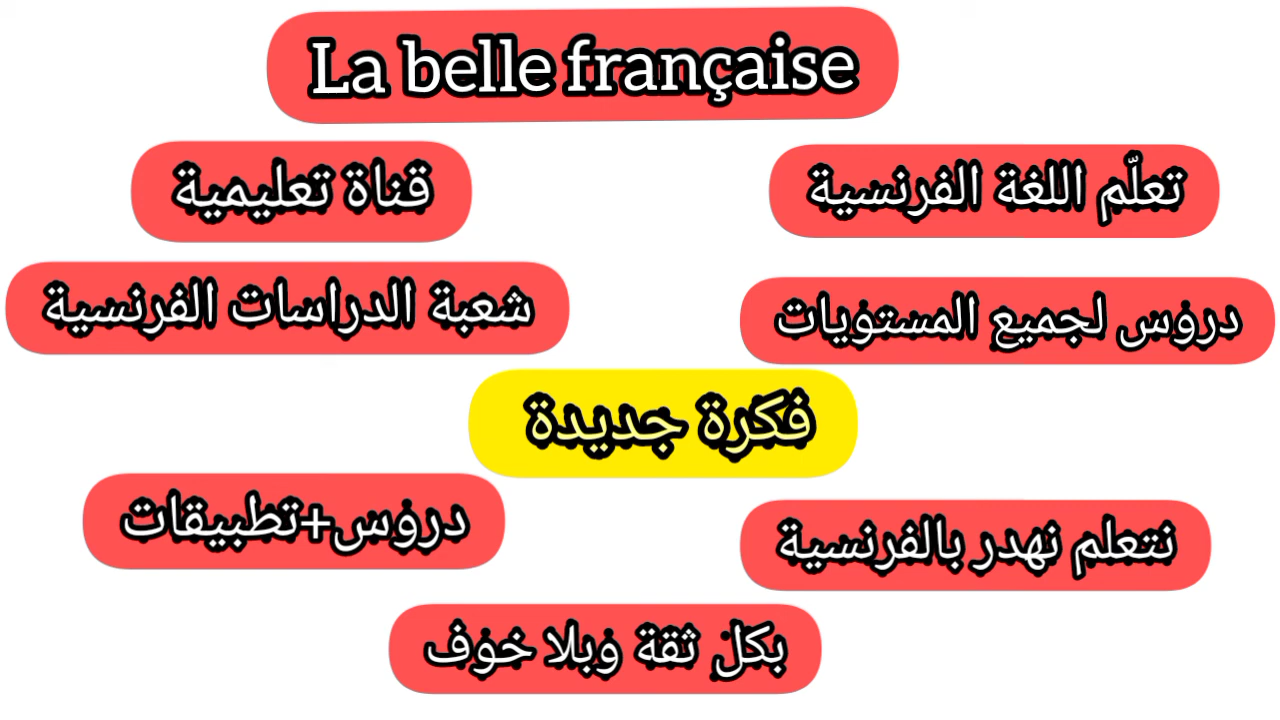 La belle française
تعلّم اللغة الفرنسية
قناة تعليمية
دروس لجميع المستويات
شعبة الدراسات الفرنسية
فكرة جديدة
نتعلم نهدر بالفرنسية
دروس+تطبيقات
بكل ثقة وبلا خوف